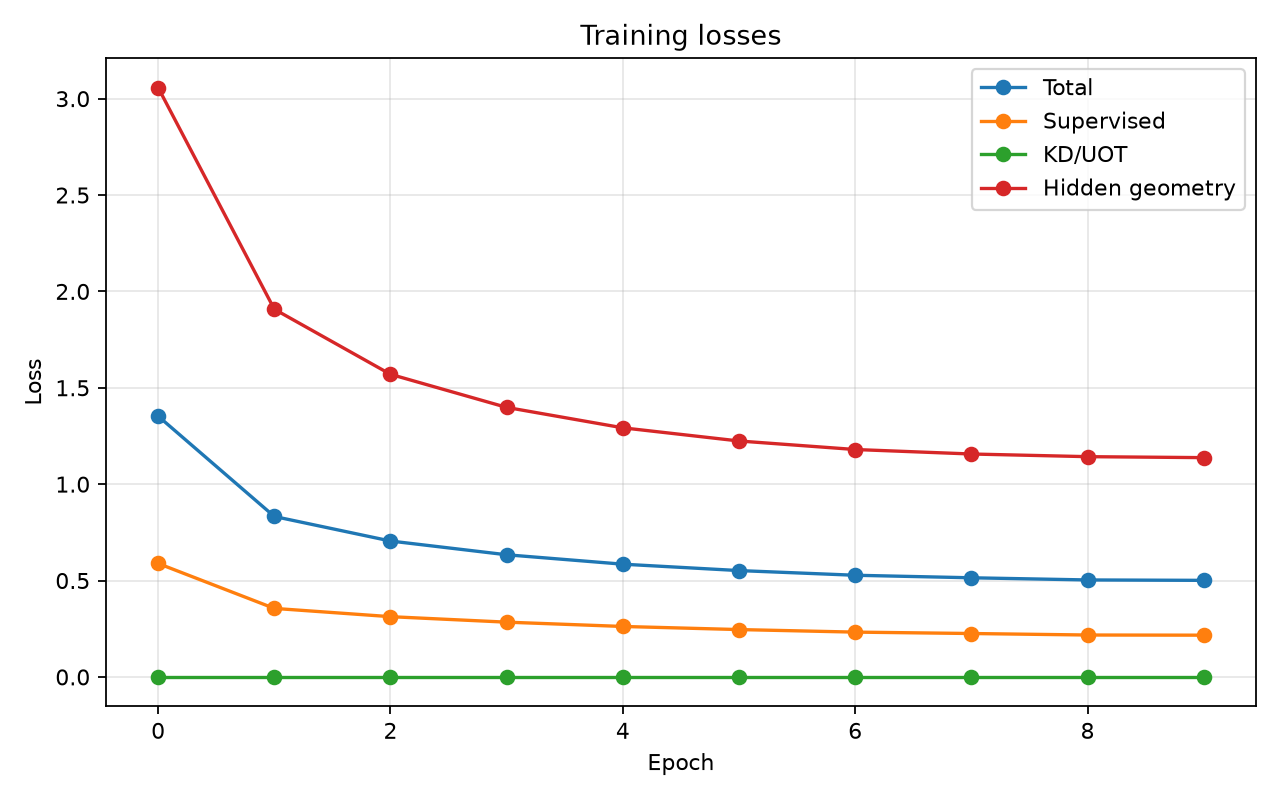 Training losses
Total
Supervised
KD/UOT
Hidden geometry
3.0
2.5
2.0
1.5
1.0
0.5
0.0
Loss
0 2 4 6 8
Epoch